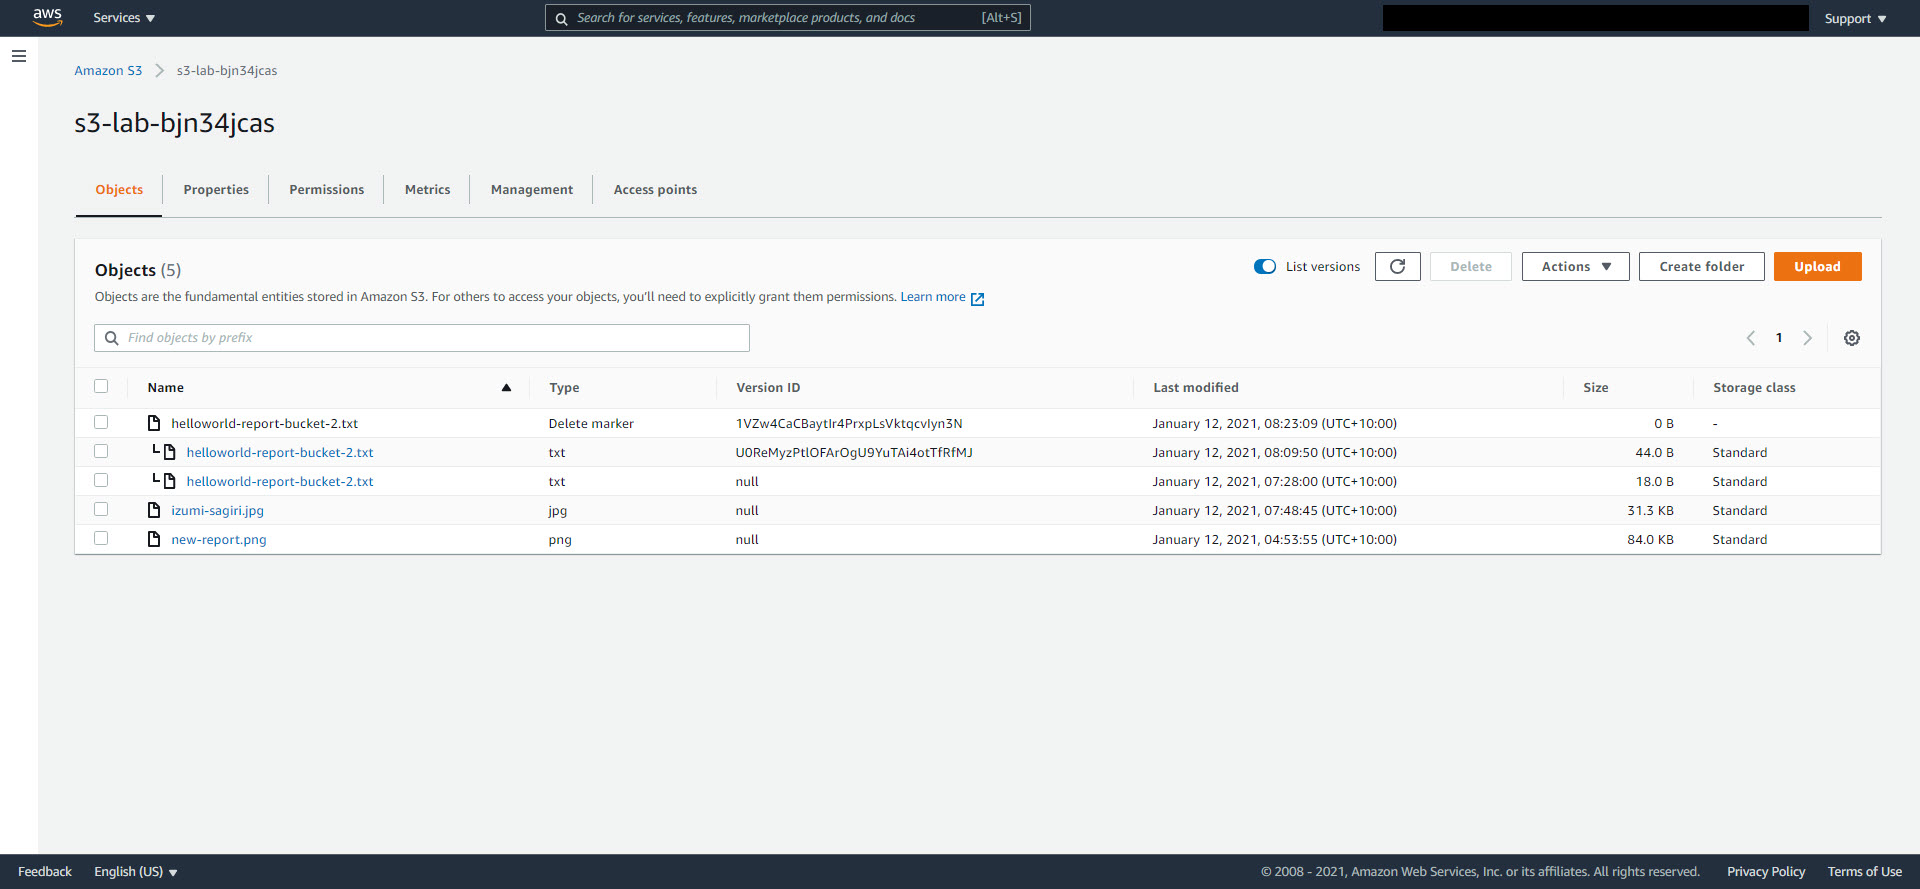 aws Services Search for services, features, marketplace products, and docs [Alt+S] Support
Amazon S3 s3-lab-bjn34jcas
s3-lab-bjn34jcas
Objects Properties Permissions Metrics Management Access points
Objects (5) List versions Delete Actions Create folder Upload
Objects are the fundamental entities stored in Amazon S3. For others to access your objects, you'll need to explicitly grant them permissions. Learn more
Find objects by prefix 1
Name Type Version ID Last modified Size Storage class
helloworld-report-bucket-2.txt Delete marker 1VZw4CaCBaytIr4PrxpLsVktqcvIyn3N January 12, 2021, 08:23:09 (UTC+10:00) 0 B -
helloworld-report-bucket-2.txt txt U0ReMyzPtlOFArOgU9YuTAi4otTfRfMJ January 12, 2021, 08:09:50 (UTC+10:00) 44.0 B Standard
helloworld-report-bucket-2.txt txt null January 12, 2021, 07:28:00 (UTC+10:00) 18.0 B Standard
izumi-sagiri.jpg jpg null January 12, 2021, 07:48:45 (UTC+10:00) 31.3 KB Standard
new-report.png png null January 12, 2021, 04:53:55 (UTC+10:00) 84.0 KB Standard
Feedback English (US) © 2008 - 2021, Amazon Web Services, Inc. or its affiliates. All rights reserved. Privacy Policy Terms of Use